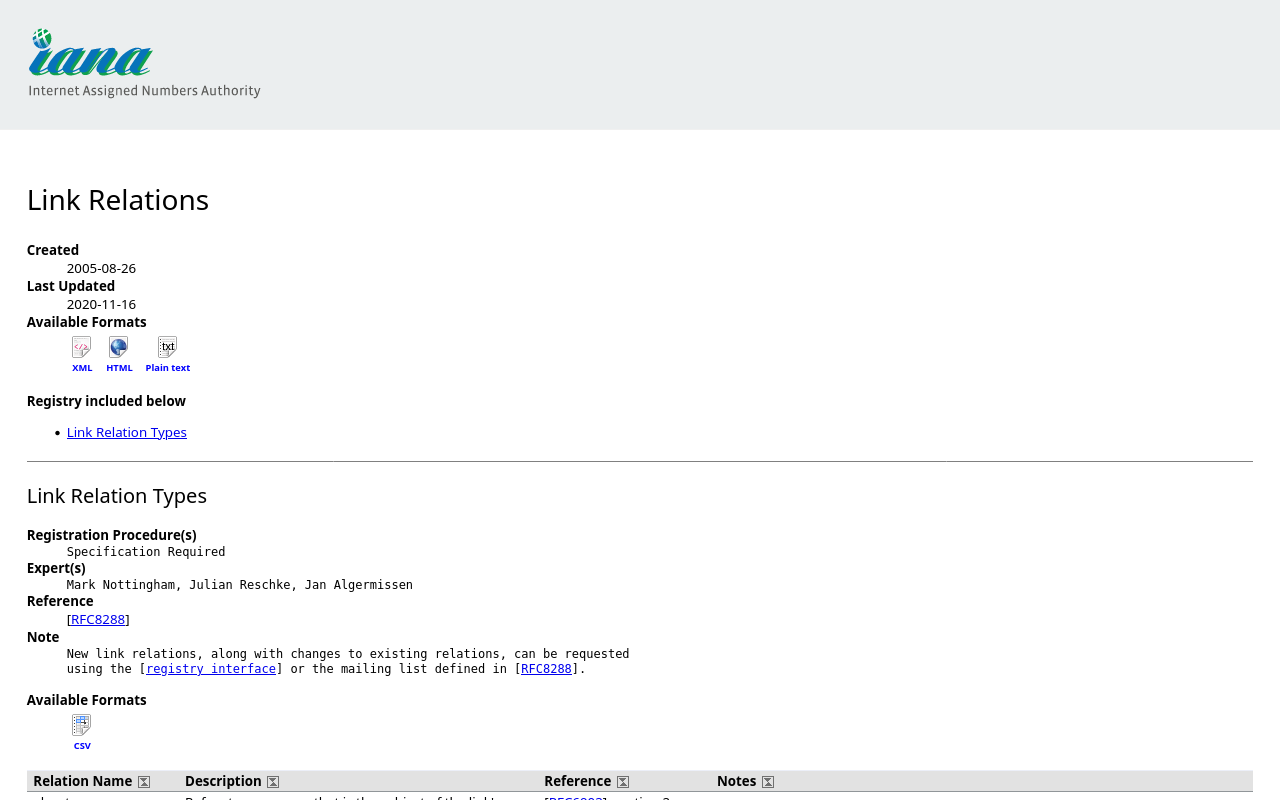 iana
Internet Assigned Numbers Authority
Link Relations
Created
2005-08-26
Last Updated
2020-11-16
Available Formats
txt
XML HTML Plain text
Registry included below
• Link Relation Types
Link Relation Types
Registration Procedure(s)
Specification Required
Expert(s)
Mark Nottingham, Julian Reschke, Jan Algermissen
Reference
[RFC8288]
Note
New link relations, along with changes to existing relations, can be requested
using the [registry interface] or the mailing list defined in [RFC8288].
Available Formats
CSV
Relation Name Description Reference Notes